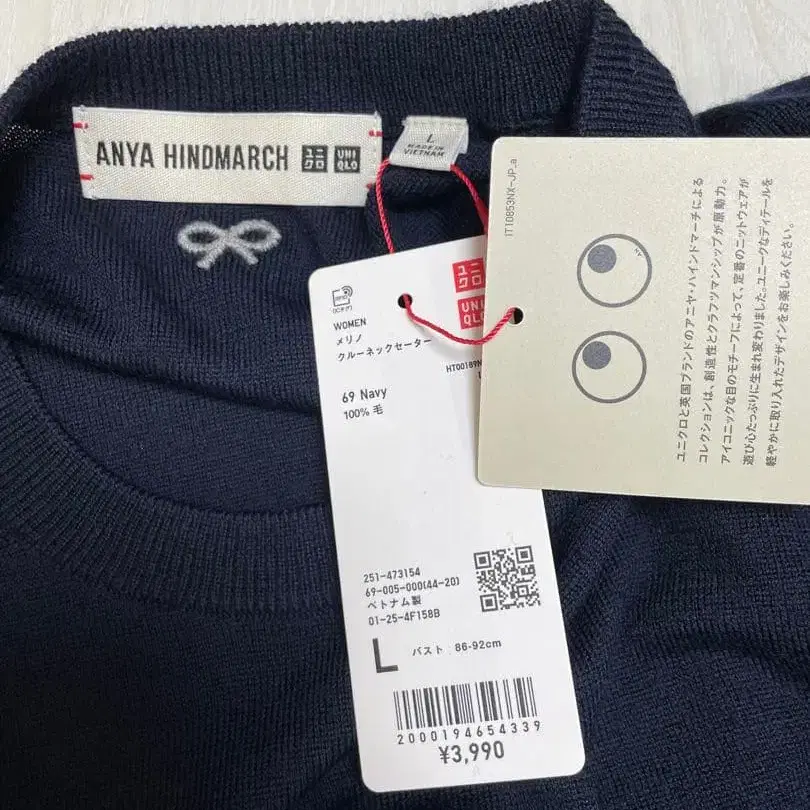 ANYA HINDMARCH ユニクロ UNIQLO
L
MADE IN
VIETNAM
WOMEN
メリノ
クルーネックセーター
ユニクロ
UNIQLO
69 Navy
100% 毛
251-473154
69-005-000(44-20)
ベトナム製
01-25-4F158B
L バスト : 86-92cm
2000194654339
¥3,990
IT10853NX-JP_a
ユニクロと英国ブランドのアニヤ・ハインドマーチによる
コレクションは、創造性とクラフツマンシップが原動力。
アイコニックな目のモチーフによって、定番のニットウェアが
遊び心たっぷりに生まれ変わりました。ユニークなディテールを
軽やかに取り入れたデザインをお楽しみください。